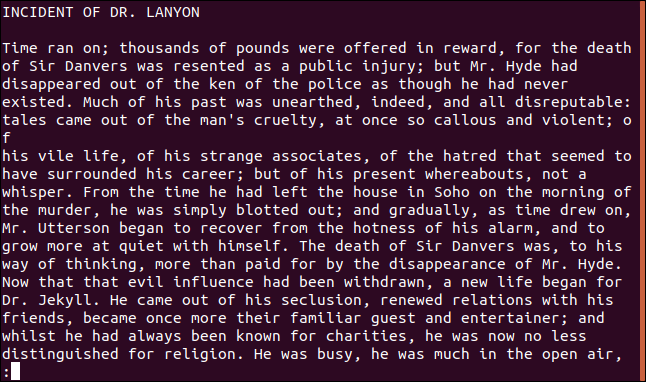 INCIDENT OF DR. LANYON
Time ran on; thousands of pounds were offered in reward, for the death
of Sir Danvers was resented as a public injury; but Mr. Hyde had
disappeared out of the ken of the police as though he had never
existed. Much of his past was unearthed, indeed, and all disreputable:
tales came out of the man's cruelty, at once so callous and violent; o
f
his vile life, of his strange associates, of the hatred that seemed to
have surrounded his career; but of his present whereabouts, not a
whisper. From the time he had left the house in Soho on the morning of
the murder, he was simply blotted out; and gradually, as time drew on,
Mr. Utterson began to recover from the hotness of his alarm, and to
grow more at quiet with himself. The death of Sir Danvers was, to his
way of thinking, more than paid for by the disappearance of Mr. Hyde.
Now that that evil influence had been withdrawn, a new life began for
Dr. Jekyll. He came out of his seclusion, renewed relations with his
friends, became once more their familiar guest and entertainer; and
whilst he had always been known for charities, he was now no less
distinguished for religion. He was busy, he was much in the open air,
: